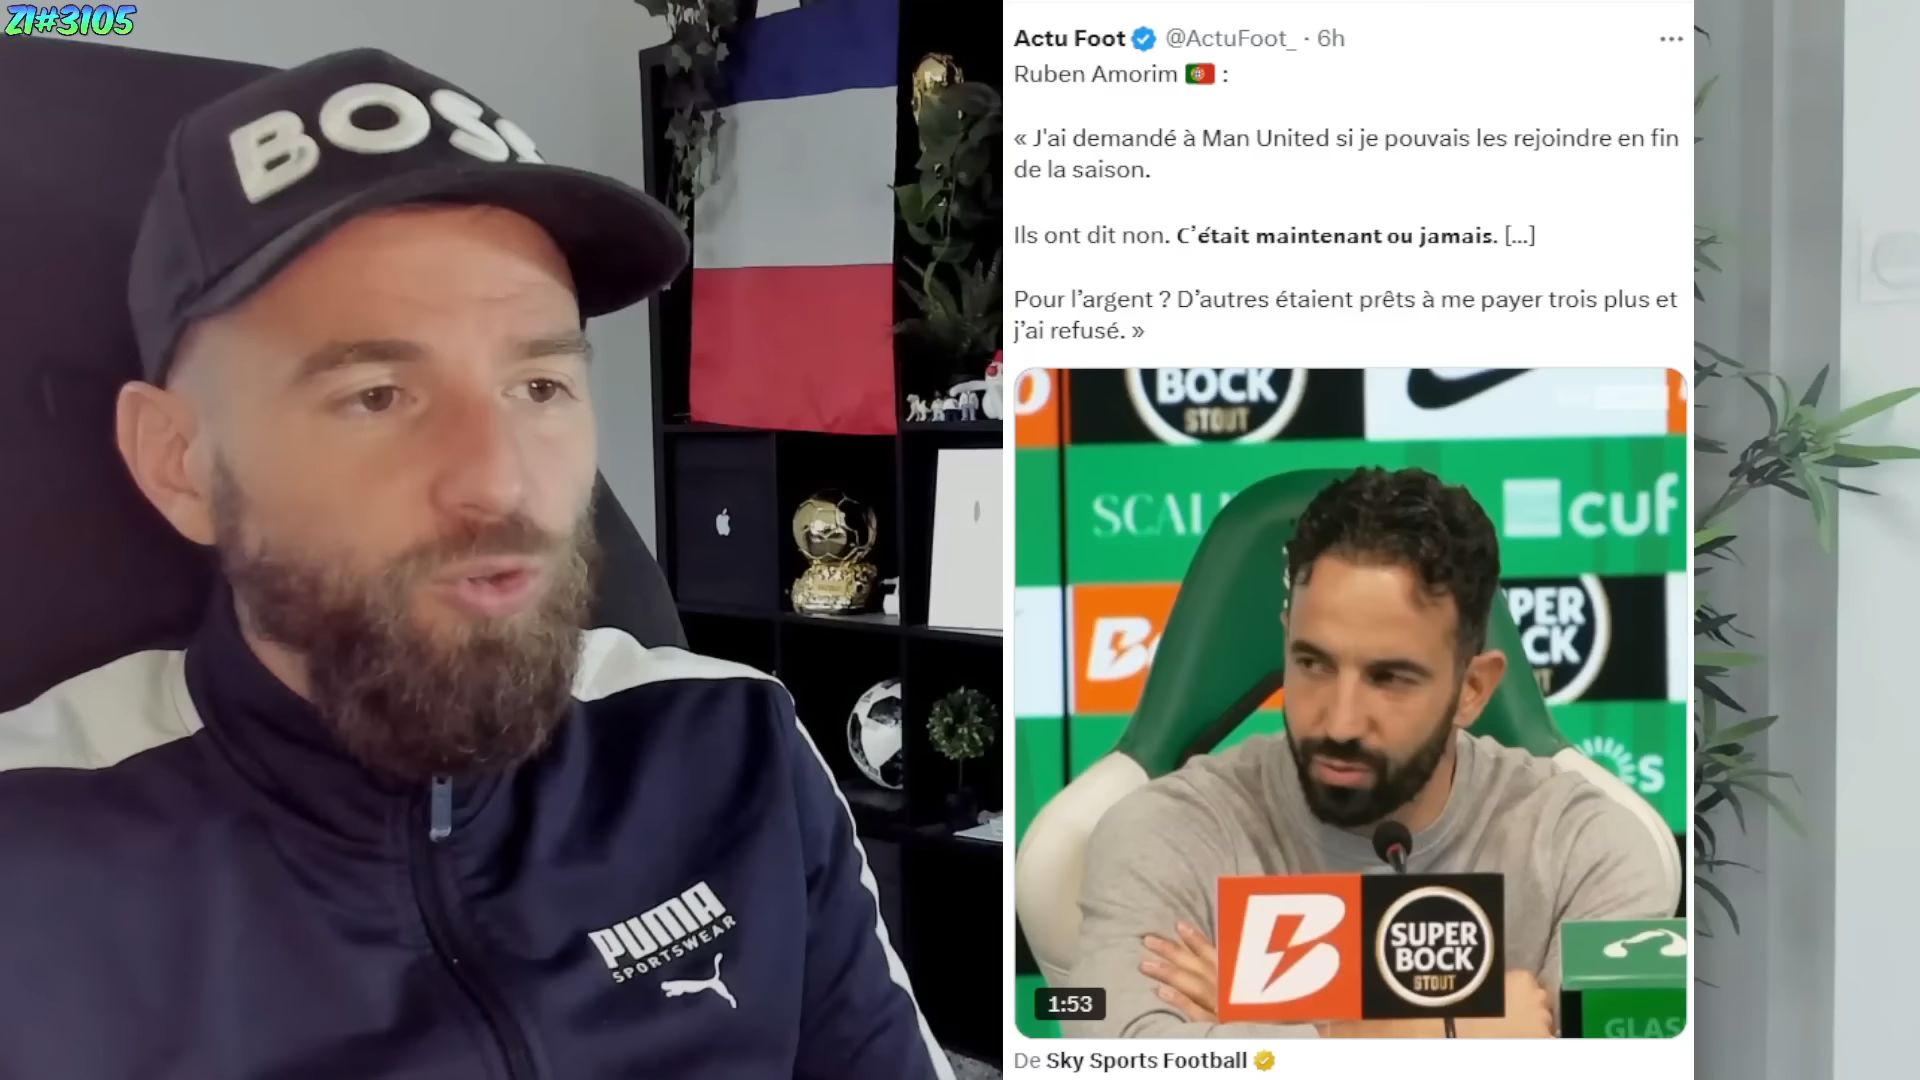 ZI#3105
BOSS
Actu Foot @ActuFoot_ · 6h
Ruben Amorim 🇵🇹 :
« J'ai demandé à Man United si je pouvais les rejoindre en fin
de la saison.
Ils ont dit non. C’était maintenant ou jamais. [...]
Pour l’argent ? D’autres étaient prêts à me payer trois plus et
j’ai refusé. »
BOCK
STOUT
cuf
PER
CK
S
B
SUPER
BOCK
STOUT
1:53
De Sky Sports Football
PUMA
SPORTSWEAR